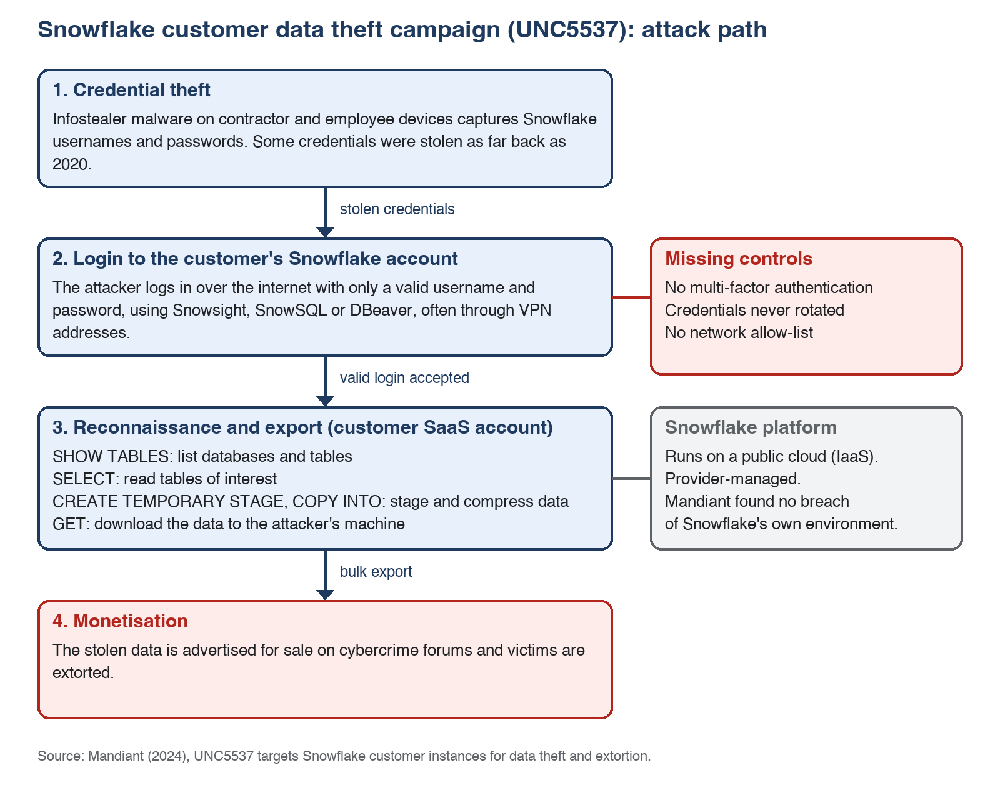 Snowflake customer data theft campaign (UNC5537): attack path
1. Credential theft
Infostealer malware on contractor and employee devices captures Snowflake
usernames and passwords. Some credentials were stolen as far back as
2020.
stolen credentials
2. Login to the customer's Snowflake account
The attacker logs in over the internet with only a valid username and
password, using Snowsight, SnowSQL or DBeaver, often through VPN
addresses.
Missing controls
No multi-factor authentication
Credentials never rotated
No network allow-list
valid login accepted
3. Reconnaissance and export (customer SaaS account)
SHOW TABLES: list databases and tables
SELECT: read tables of interest
CREATE TEMPORARY STAGE, COPY INTO: stage and compress data
GET: download the data to the attacker's machine
Snowflake platform
Runs on a public cloud (IaaS).
Provider-managed.
Mandiant found no breach
of Snowflake's own environment.
bulk export
4. Monetisation
The stolen data is advertised for sale on cybercrime forums and victims are
extorted.
Source: Mandiant (2024), UNC5537 targets Snowflake customer instances for data theft and extortion.